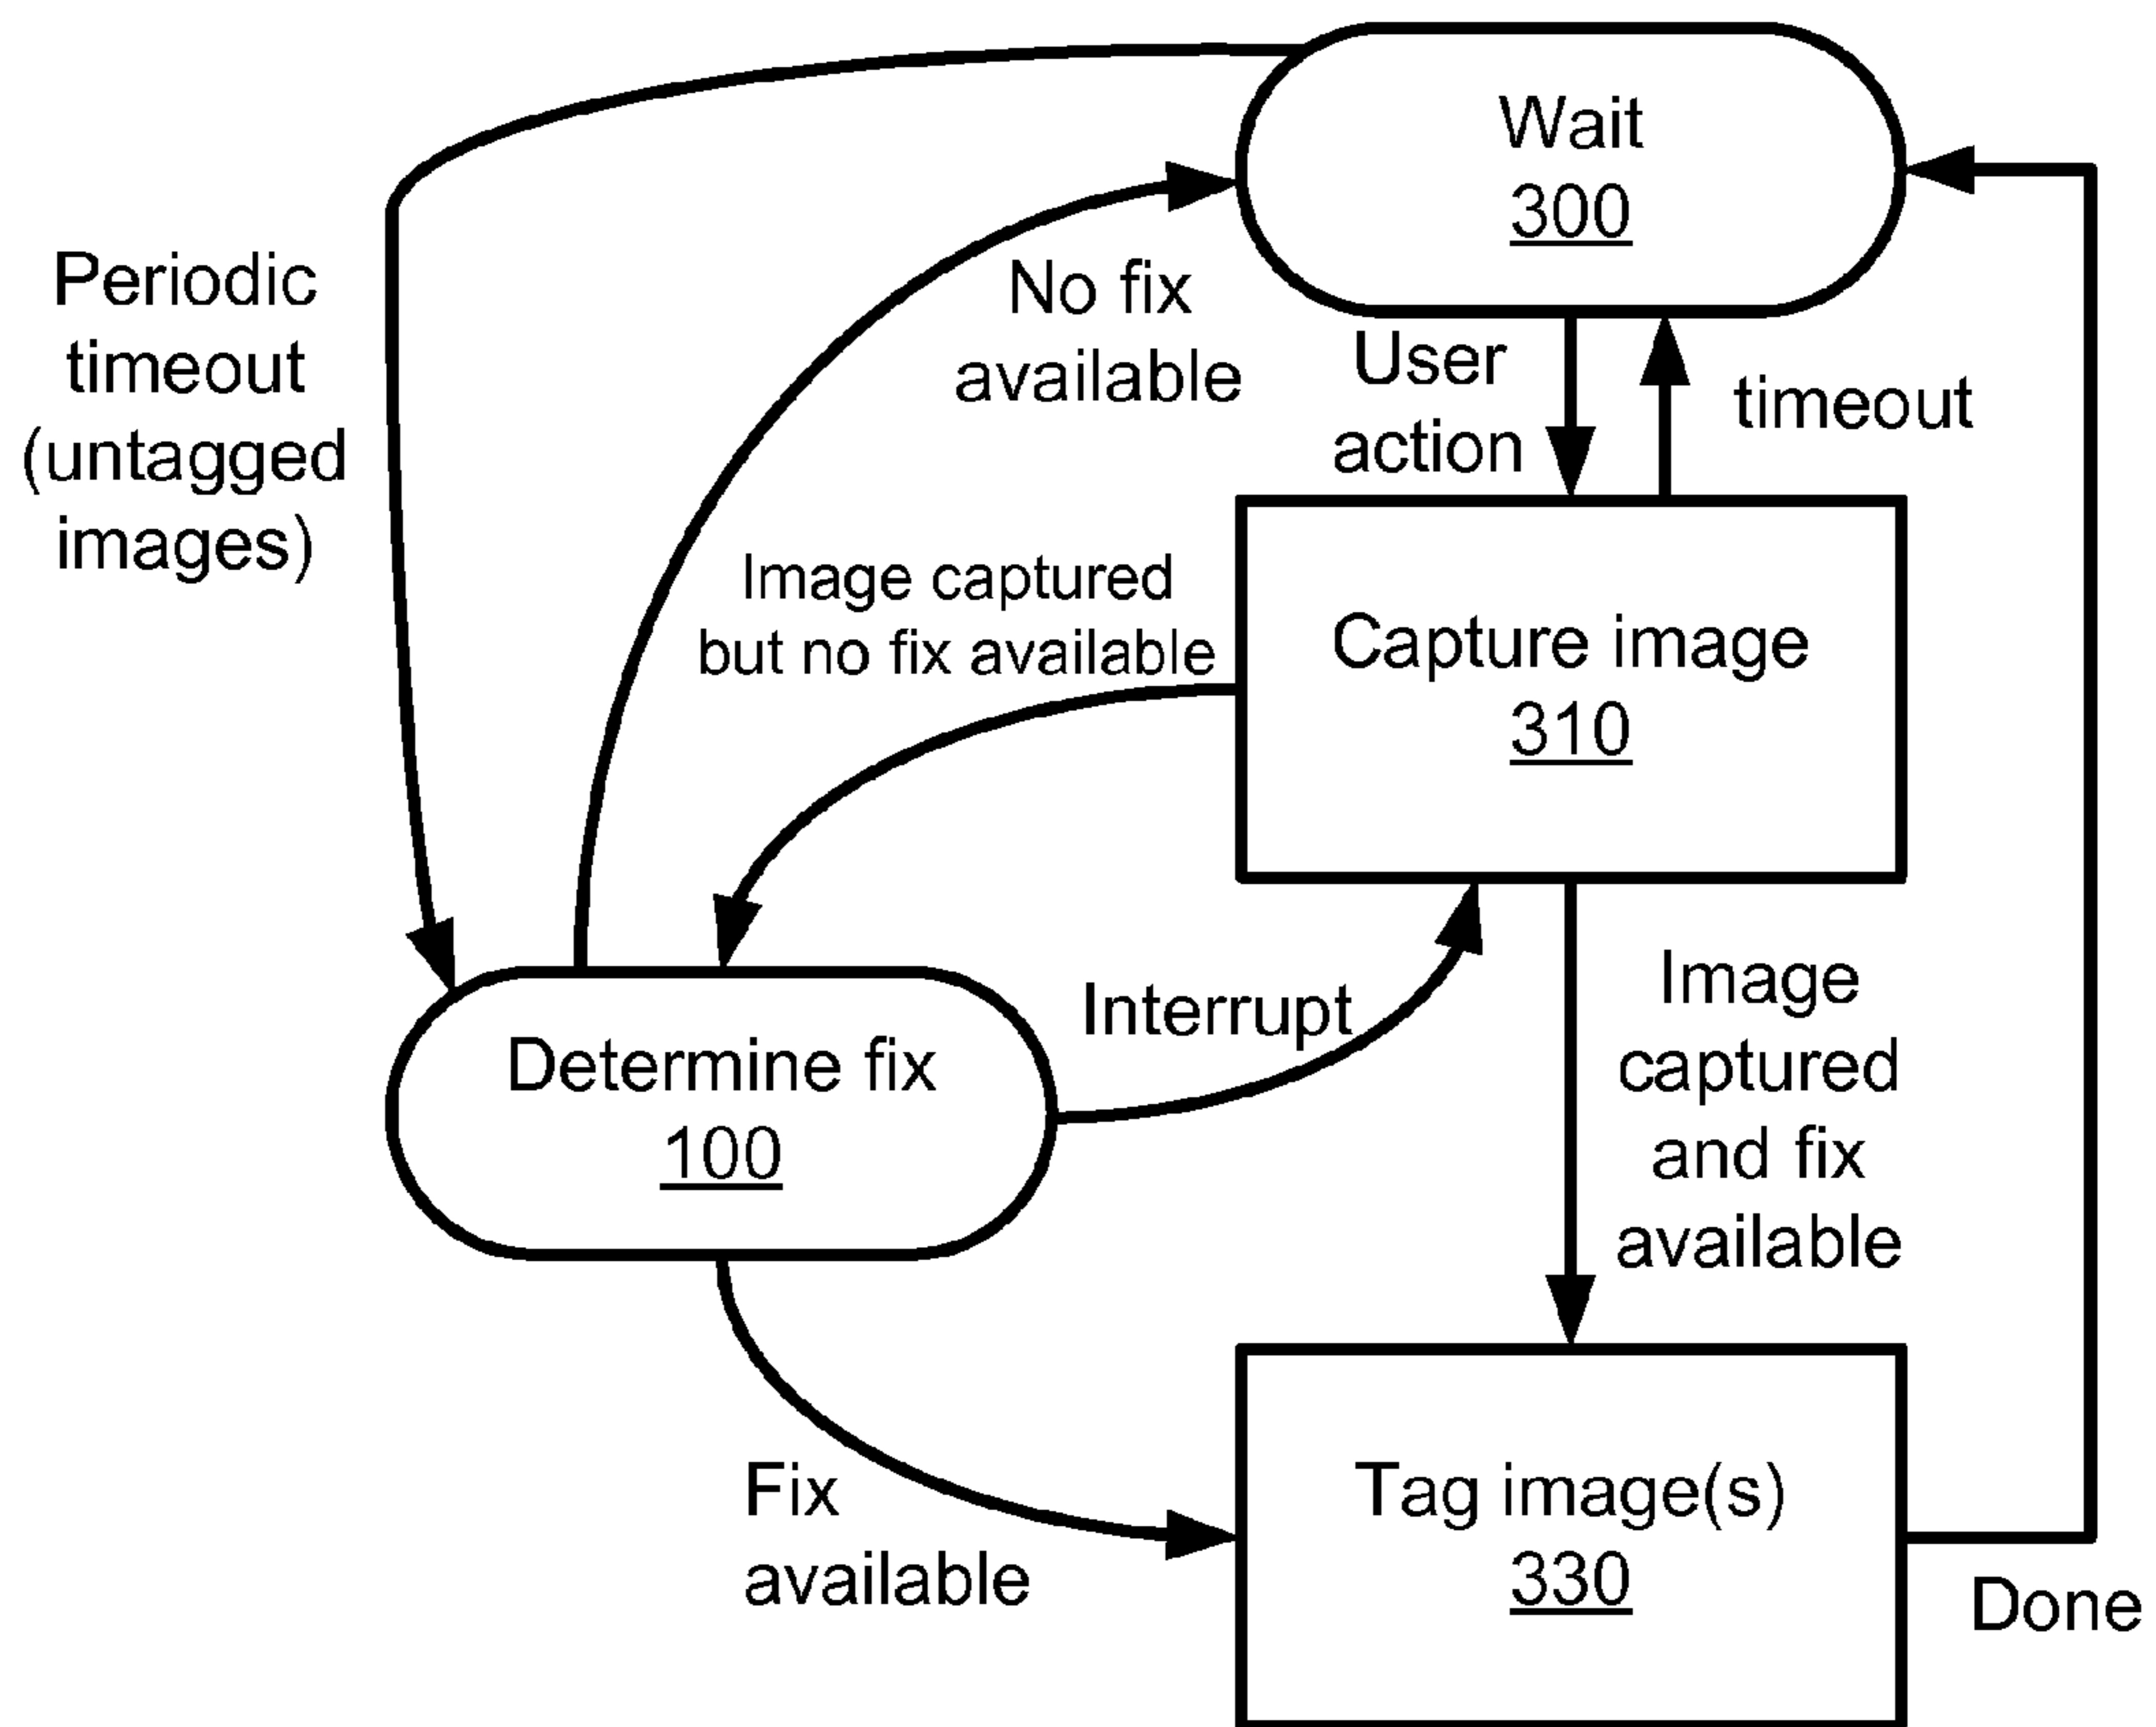 Wait
300
Periodic
timeout
(untagged
images)
No fix
available
User
action
timeout
Image captured
but no fix available
Capture image
310
Interrupt
Determine fix
100
Image
captured
and fix
available
Fix
available
Tag image(s)
330
Done